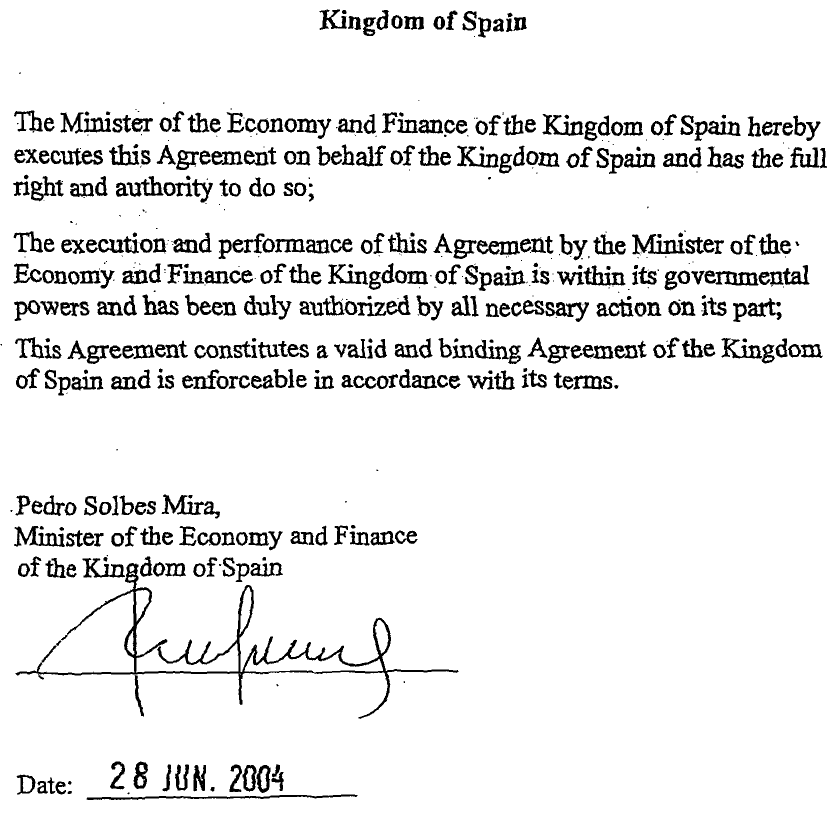 Kingdom of Spain
The Minister of the Economy and Finance of the Kingdom of Spain hereby
executes this Agreement on behalf of the Kingdom of Spain and has the full
right and authority to do so;
The execution and performance of this Agreement by the Minister of the
Economy and Finance of the Kingdom of Spain is within its governmental
powers and has been duly authorized by all necessary action on its part;
This Agreement constitutes a valid and binding Agreement of the Kingdom
of Spain and is enforceable in accordance with its terms.
Pedro Solbes Mira,
Minister of the Economy and Finance
of the Kingdom of Spain
Date: 28 JUN. 2004